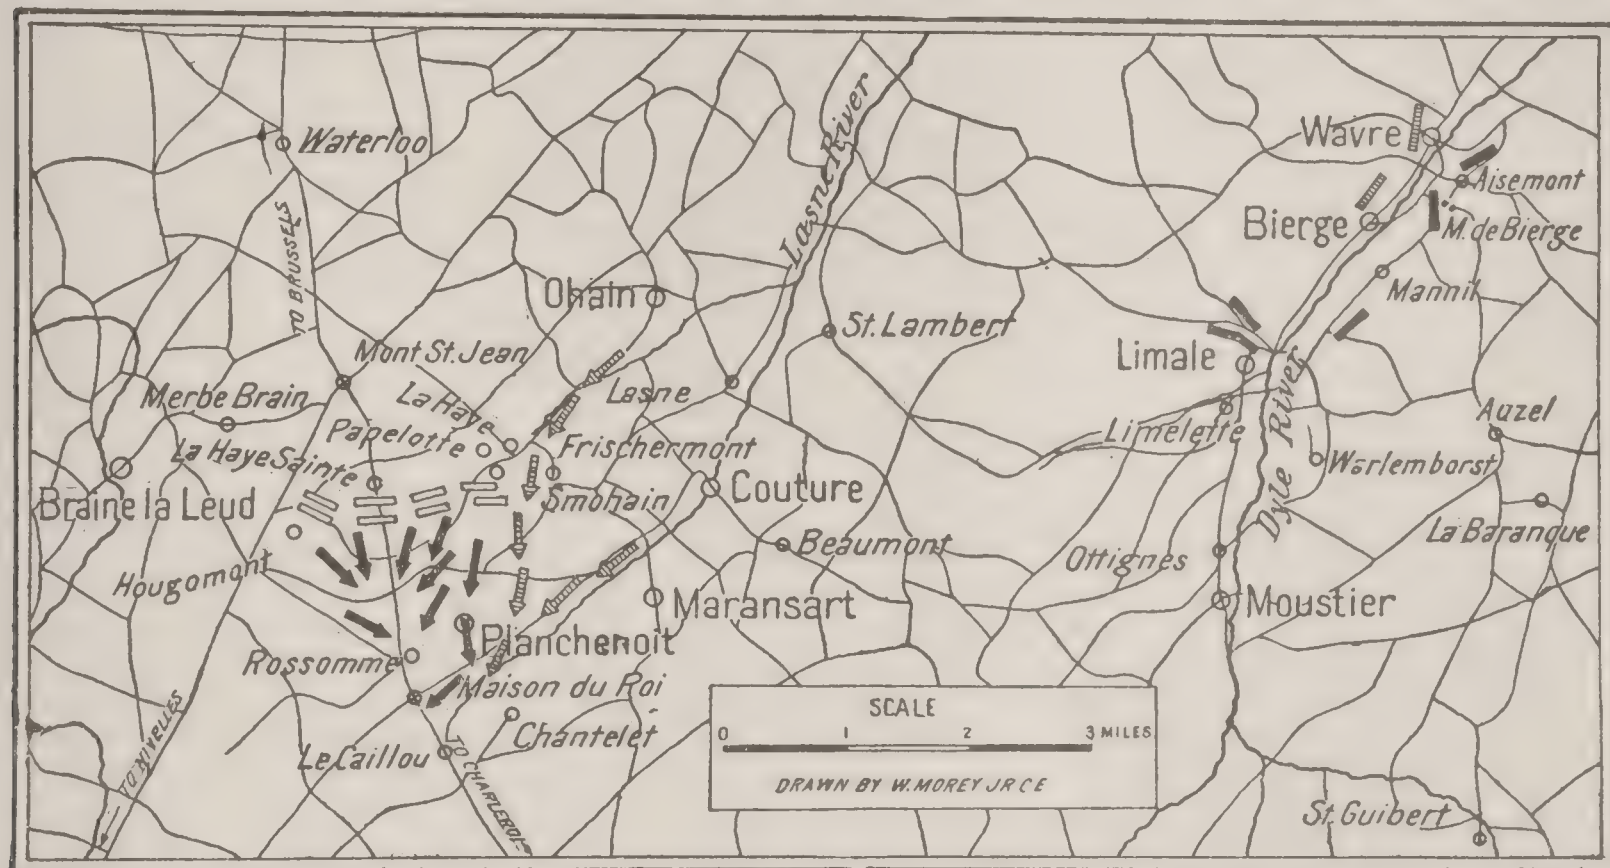 Waterloo
TO BRUSSELS
Lasne River
Wavre
Aisemont
Bierge
M. de Bierge
Mannil
Ohain
St. Lambert
Mont St. Jean
Limale
Merbe Brain
La Haye
Lasne
Auzel
Papelotte
Frischermont
Limelette
Dyle River
La Haye Sainte
Warlemborst
Braine la Leud
Smohain
Couture
Beaumont
La Baranque
Hougomont
Ottignes
Maransart
Moustier
Planchenoit
Rossomme
Maison du Roi
TO NIVELLES
Le Caillou
TO CHARLEROI
Chantelet
SCALE
0 1 2 3 MILES.
DRAWN BY W. MOREY JR C E
St. Guibert